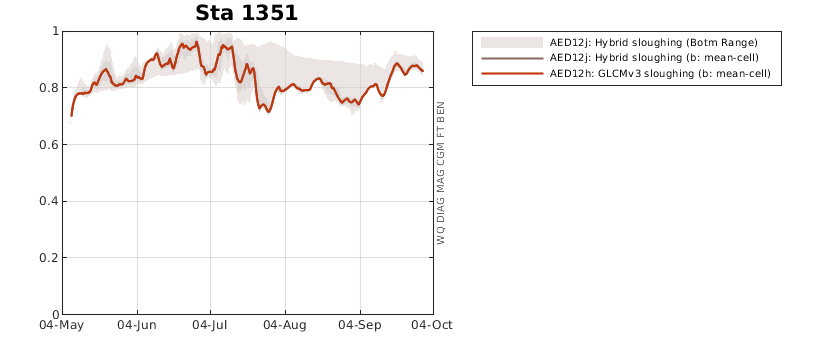 Sta 1351
1
0.8
0.6
0.4
0.2
0
04-May 04-Jun 04-Jul 04-Aug 04-Sep 04-Oct
WQ DIAG MAG CGM FT BEN
AED12j: Hybrid sloughing (Botm Range)
AED12j: Hybrid sloughing (b: mean-cell)
AED12h: GLCMv3 sloughing (b: mean-cell)